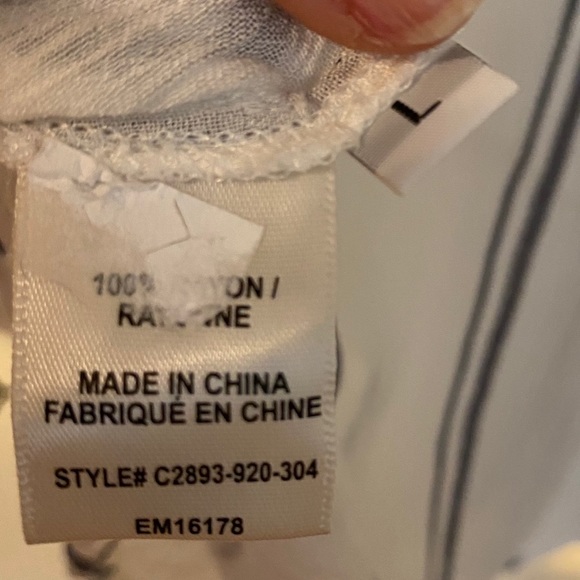 L
100%
MADE IN CHINA
FABRIQUÉ EN CHINE
STYLE# C2893-920-304
EM16178